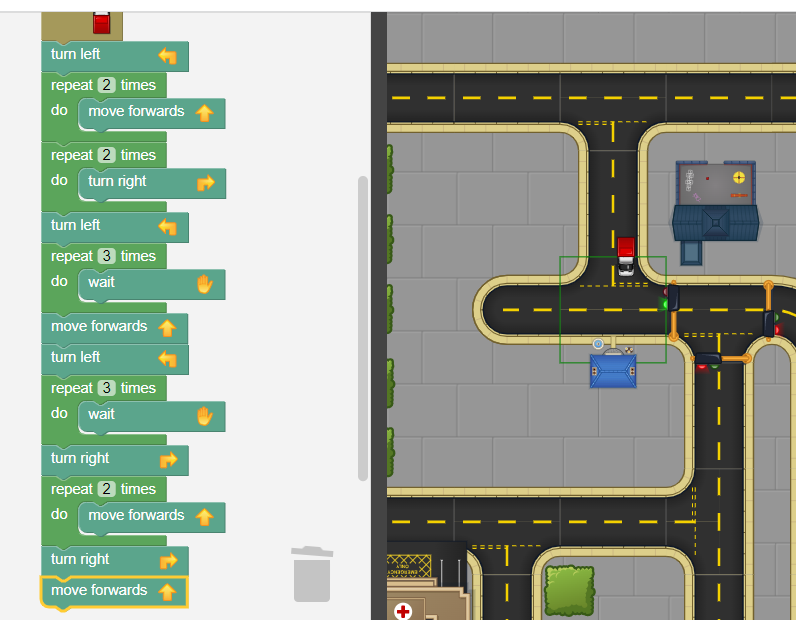 turn left
repeat 2 times
do move forwards
repeat 2 times
do turn right
turn left
repeat 3 times
do wait
move forwards
turn left
repeat 3 times
do wait
turn right
repeat 2 times
do move forwards
turn right
move forwards
EMERGENCY
ONLY